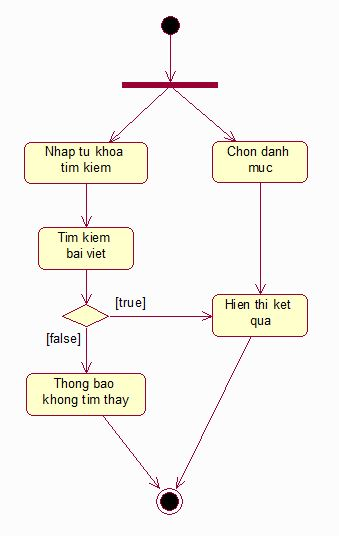 Nhap tu khoa
tim kiem
Chon danh
muc
Tim kiem
bai viet
[true]
Hien thi ket
qua
[false]
Thong bao
khong tim thay